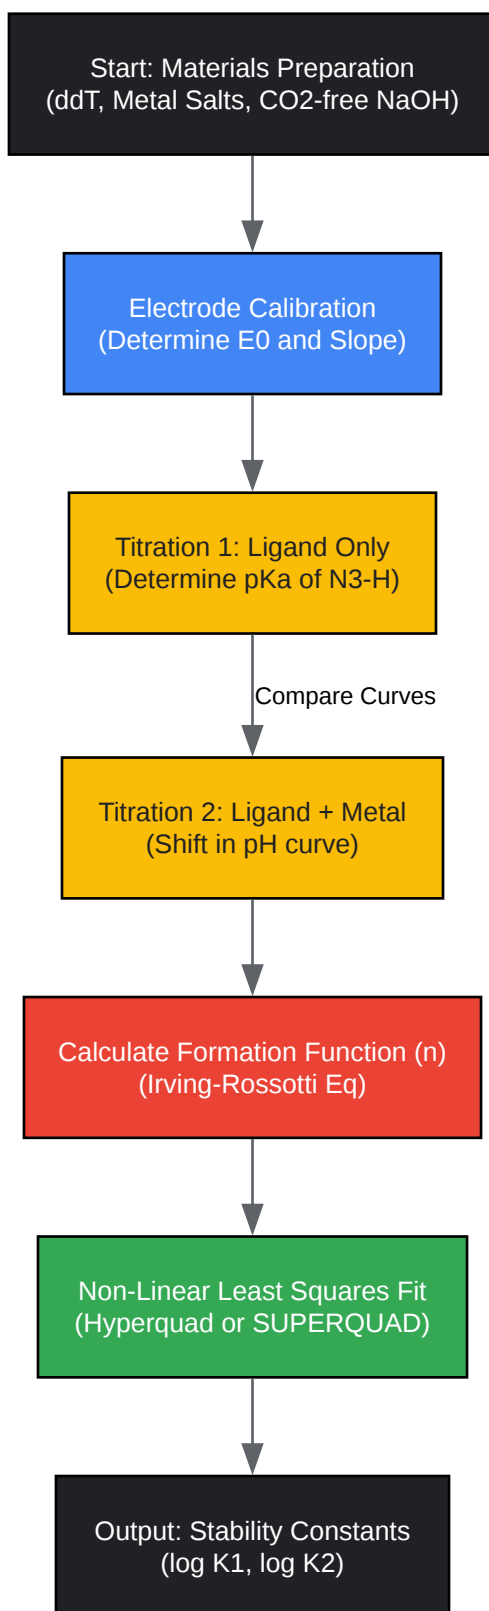 Start: Materials Preparation
(ddT, Metal Salts, CO2-free NaOH)
Electrode Calibration
(Determine E0 and Slope)
Titration 1: Ligand Only
(Determine pKa of N3-H)
Compare Curves
Titration 2: Ligand + Metal
(Shift in pH curve)
Calculate Formation Function (n)
(Irving-Rossotti Eq)
Non-Linear Least Squares Fit
(Hyperquad or SUPERQUAD)
Output: Stability Constants
(log K1, log K2)